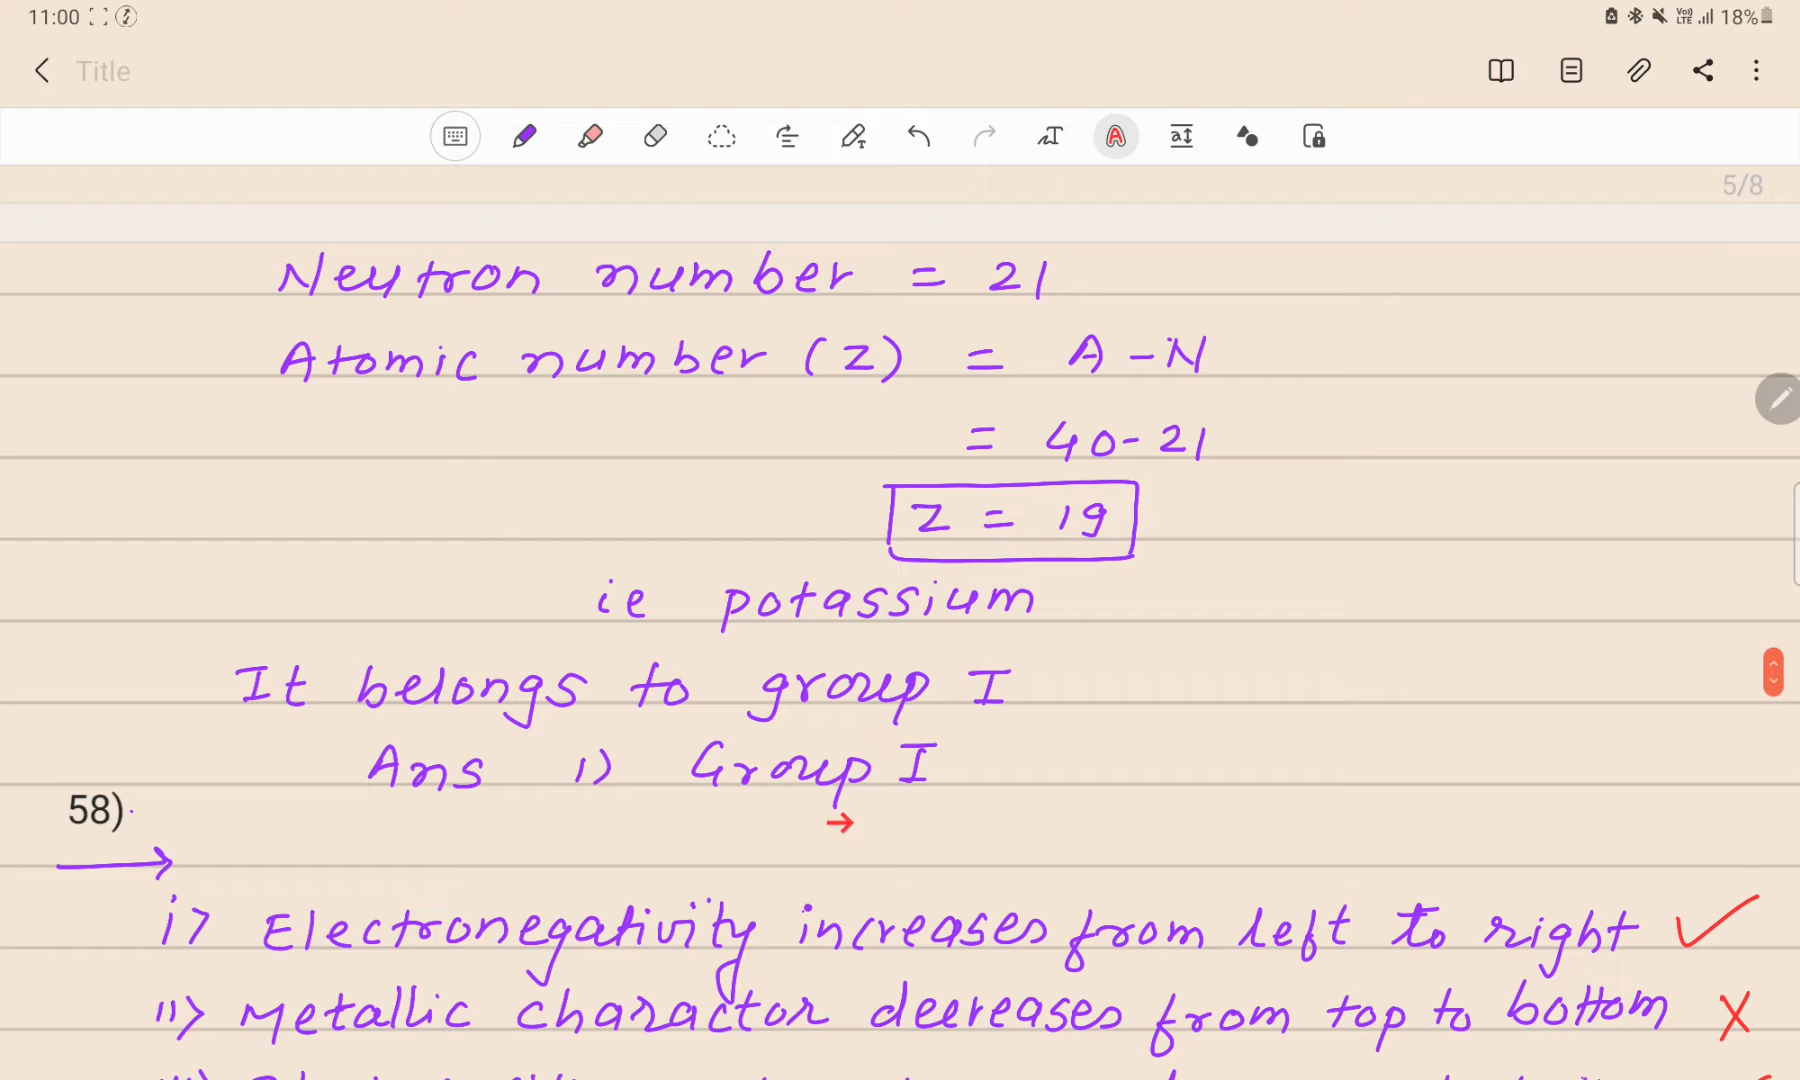 11:00 18%
Title
5/8
Neutron number = 21
Atomic number (Z) = A - N
= 40 - 21
Z = 19
ie potassium
It belongs to group I
Ans 1) Group I
58)
i) Electronegativity increases from left to right ✓
ii) Metallic charactor decreases from top to bottom X